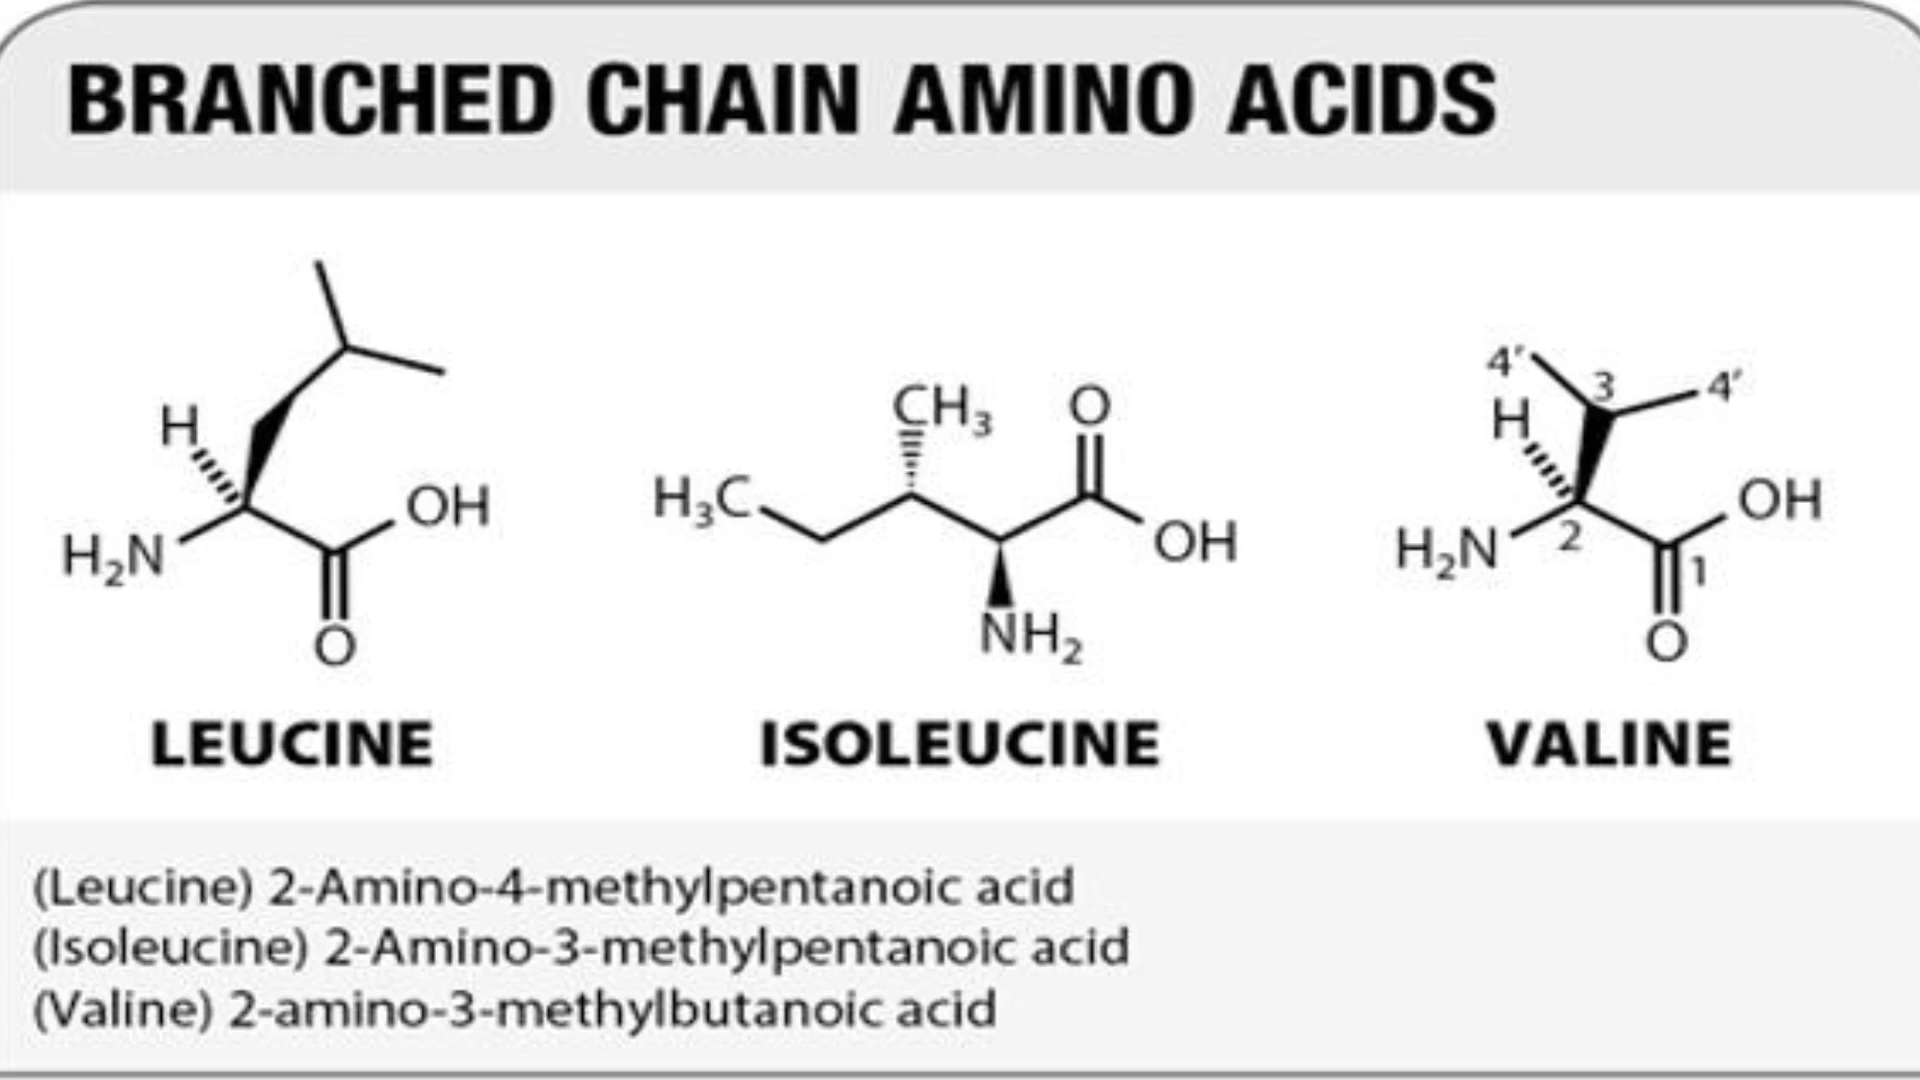 BRANCHED CHAIN AMINO ACIDS
H
H₂N
OH
O
LEUCINE
CH₃
O
H₃C
OH
NH₂
ISOLEUCINE
4′
3
4′
H
OH
H₂N
2
1
O
VALINE
(Leucine) 2-Amino-4-methylpentanoic acid
(Isoleucine) 2-Amino-3-methylpentanoic acid
(Valine) 2-amino-3-methylbutanoic acid